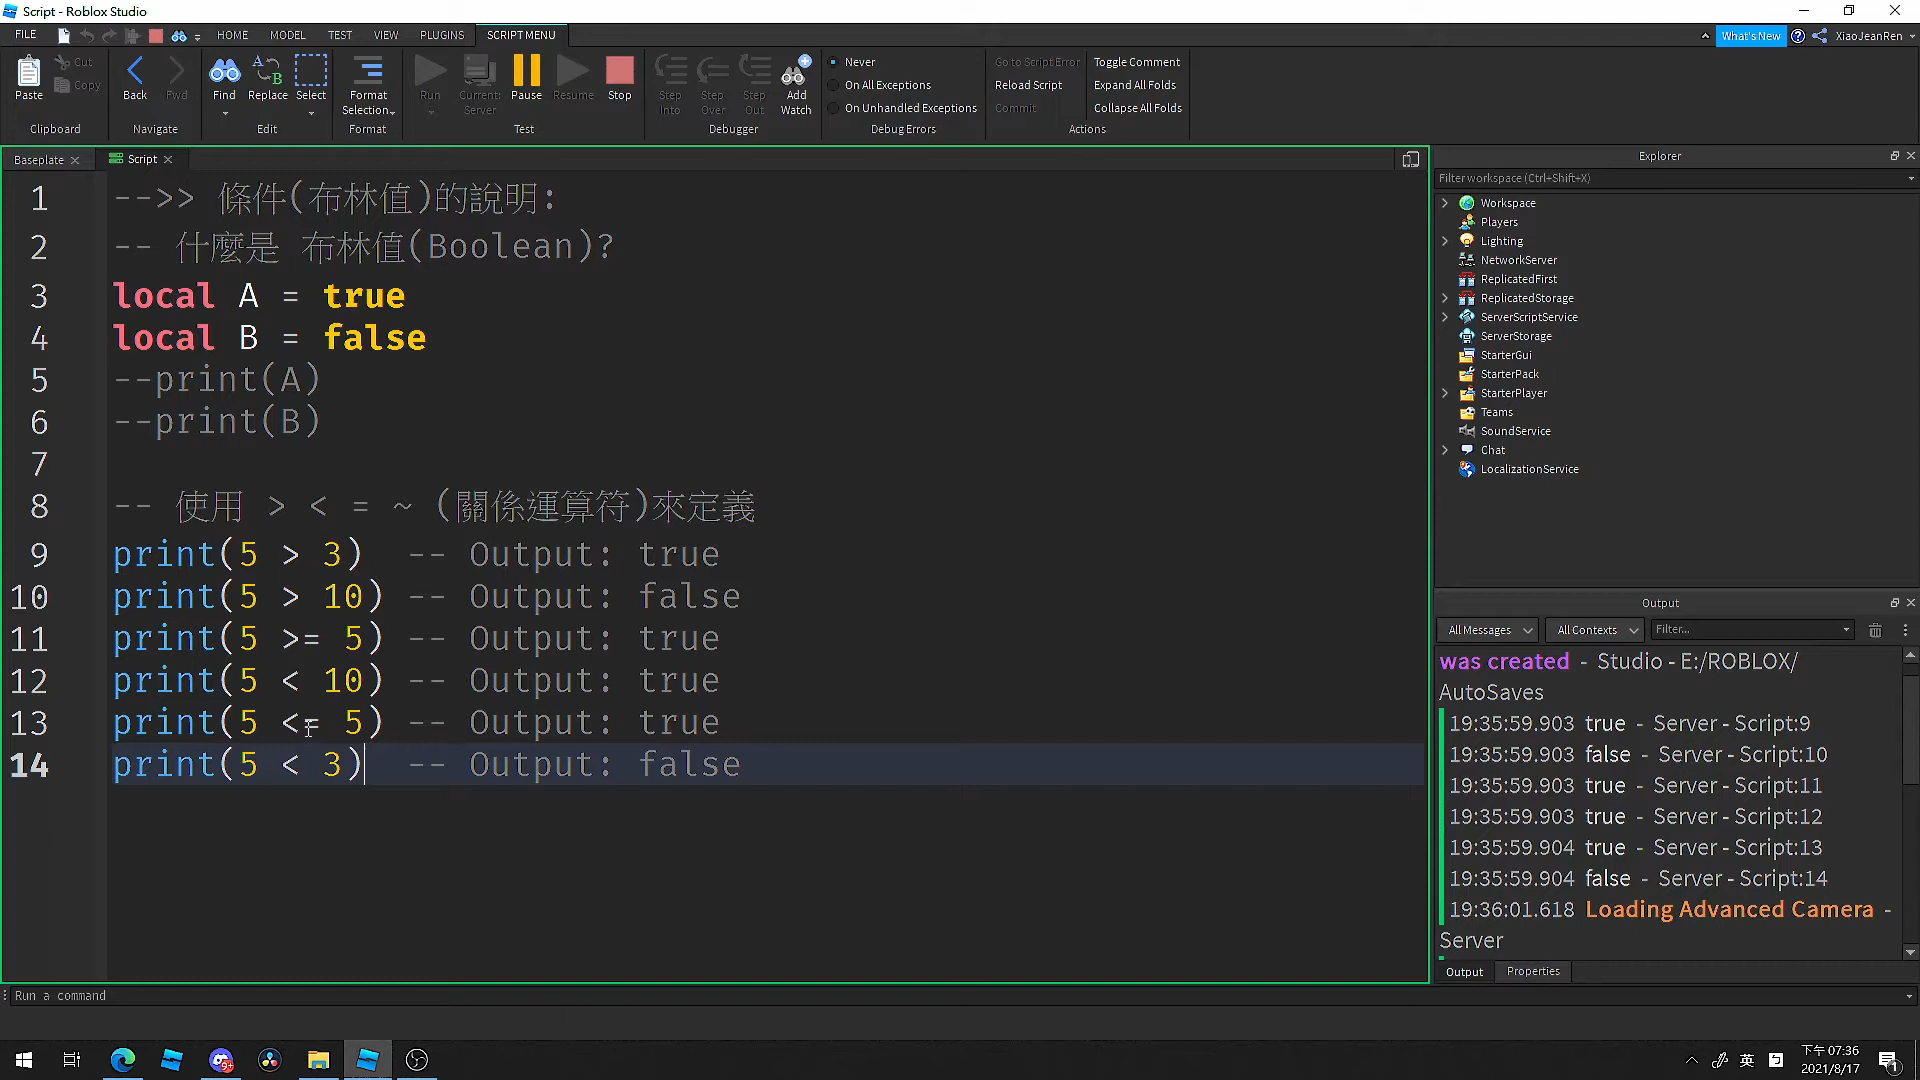 Script - Roblox Studio
FILE HOME MODEL TEST VIEW PLUGINS SCRIPT MENU What's New XiaoJeanRen
Paste Cut Copy Clipboard
Back Fwd Navigate
Find Replace Select Edit
Format Selection Format
Run Current Server Pause Resume Stop Test
Step Into Step Over Step Out Add Watch Debugger
Never
On All Exceptions
On Unhandled Exceptions
Debug Errors
Go to Script Error Toggle Comment
Reload Script Expand All Folds
Commit Collapse All Folds
Actions
Baseplate Script
1 -->> 條件(布林值)的說明:
2 -- 什麼是 布林值(Boolean)?
3 local A = true
4 local B = false
5 --print(A)
6 --print(B)
7
8 -- 使用 > < = ~ (關係運算符)來定義
9 print(5 > 3) -- Output: true
10 print(5 > 10) -- Output: false
11 print(5 >= 5) -- Output: true
12 print(5 < 10) -- Output: true
13 print(5 <= 5) -- Output: true
14 print(5 < 3) -- Output: false
Explorer
Filter workspace (Ctrl+Shift+X)
Workspace
Players
Lighting
NetworkServer
ReplicatedFirst
ReplicatedStorage
ServerScriptService
ServerStorage
StarterGui
StarterPack
StarterPlayer
Teams
SoundService
Chat
LocalizationService
Output
All Messages All Contexts Filter...
was created - Studio - E:/ROBLOX/
AutoSaves
19:35:59.903 true - Server - Script:9
19:35:59.903 false - Server - Script:10
19:35:59.903 true - Server - Script:11
19:35:59.903 true - Server - Script:12
19:35:59.904 true - Server - Script:13
19:35:59.904 false - Server - Script:14
19:36:01.618 Loading Advanced Camera -
Server
Output Properties
Run a command
9+
英
下午 07:36
2021/8/17
1